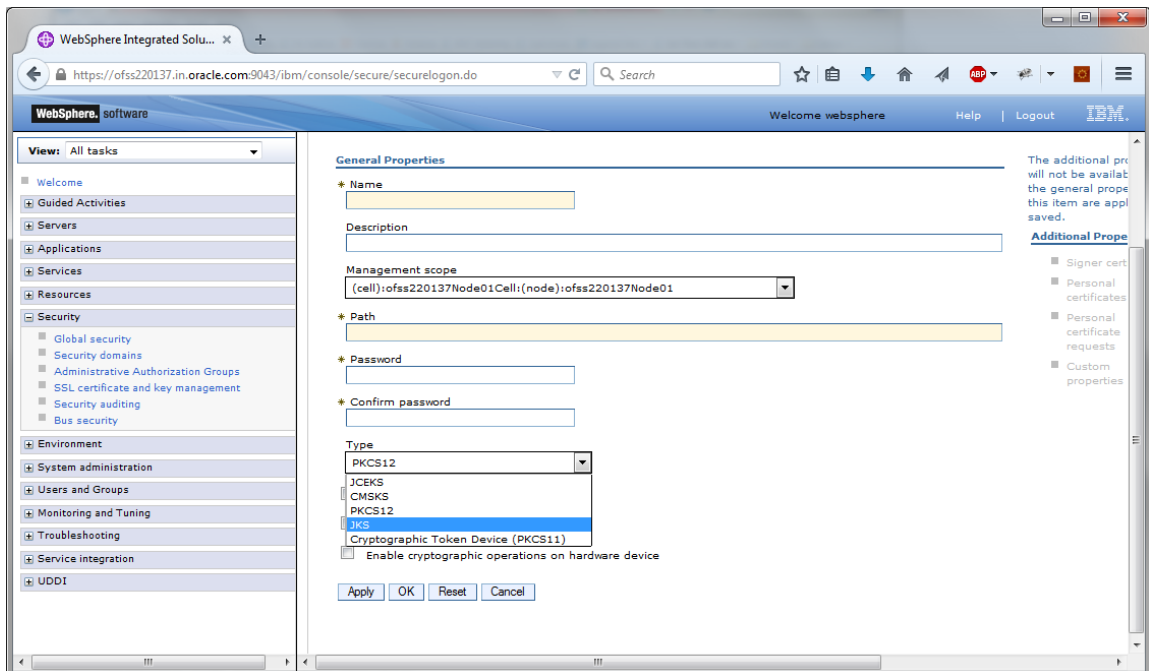 WebSphere Integrated Solu... × +
https://ofss220137.in.oracle.com:9043/ibm/console/secure/securelogon.do
Search
ABP
WebSphere. software
Welcome websphere
Help | Logout
IBM.
View: All tasks
Welcome
Guided Activities
Servers
Applications
Services
Resources
Security
Global security
Security domains
Administrative Authorization Groups
SSL certificate and key management
Security auditing
Bus security
Environment
System administration
Users and Groups
Monitoring and Tuning
Troubleshooting
Service integration
UDDI
General Properties
* Name
Description
Management scope
(cell):ofss220137Node01Cell:(node):ofss220137Node01
* Path
* Password
* Confirm password
Type
PKCS12
JCEKS
CMSKS
PKCS12
JKS
Cryptographic Token Device (PKCS11)
Enable cryptographic operations on hardware device
Apply OK Reset Cancel
The additional pro
will not be availab
the general prope
this item are appl
saved.
Additional Prope
Signer cert
Personal
certificates
Personal
certificate
requests
Custom
properties